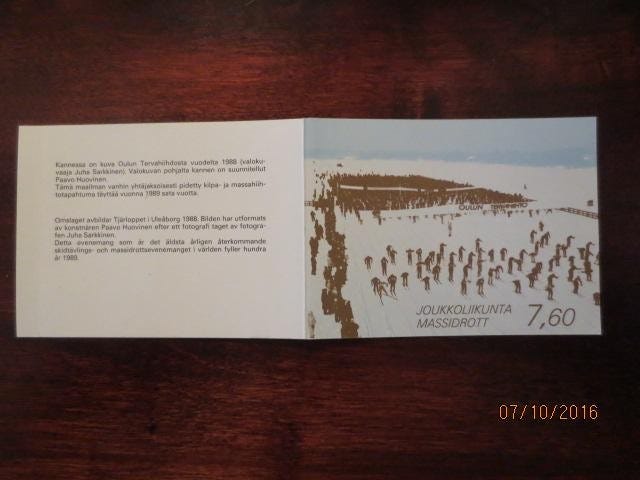 Kannessa on kuva Oulun Tervahiihdosta vuodelta 1988 (valoku-
vaaja Juha Sarkkinen). Valokuvan pohjalta kannen on suunnitellut
Paavo Huovinen.
Tämä maailman vanhin yhtäjaksoisesti pidetty kilpa- ja massahiih-
totapahtuma täyttää vuonna 1989 sata vuotta.
Omslaget avbildar Tjärloppet i Uleåborg 1988. Bilden har utformats
av konstnären Paavo Huovinen efter ett fotografi taget av fotogra-
fen Juha Sarkkinen.
Detta evenemang som är det äldsta årligen återkommande
skidtävlings- och massidrottsevenemanget i världen fyller hundra
år 1989.
OULUN TERVAHIIHTO
JOUKKOLIIKUNTA
MASSIDROTT
7,60
07/10/2016